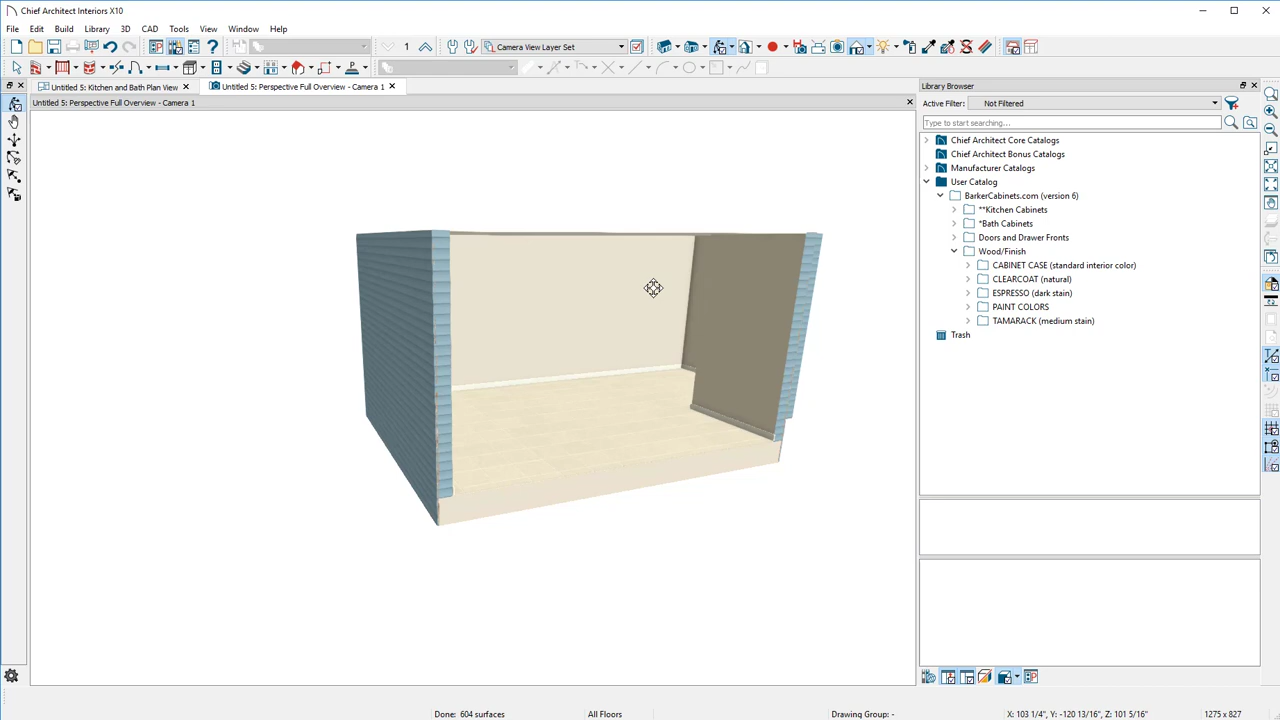 Chief Architect Interiors X10
File Edit Build Library 3D CAD Tools View Window Help
1 Camera View Layer Set
Untitled 5: Kitchen and Bath Plan View Untitled 5: Perspective Full Overview - Camera 1
Untitled 5: Perspective Full Overview - Camera 1
Library Browser
Active Filter: Not Filtered
Type to start searching...
Chief Architect Core Catalogs
Chief Architect Bonus Catalogs
Manufacturer Catalogs
User Catalog
BarkerCabinets.com (version 6)
**Kitchen Cabinets
*Bath Cabinets
Doors and Drawer Fronts
Wood/Finish
CABINET CASE (standard interior color)
CLEARCOAT (natural)
ESPRESSO (dark stain)
PAINT COLORS
TAMARACK (medium stain)
Trash
Done: 604 surfaces All Floors Drawing Group: - X: 103 1/4", Y: -120 13/16", Z: 101 5/16" 1275 x 827